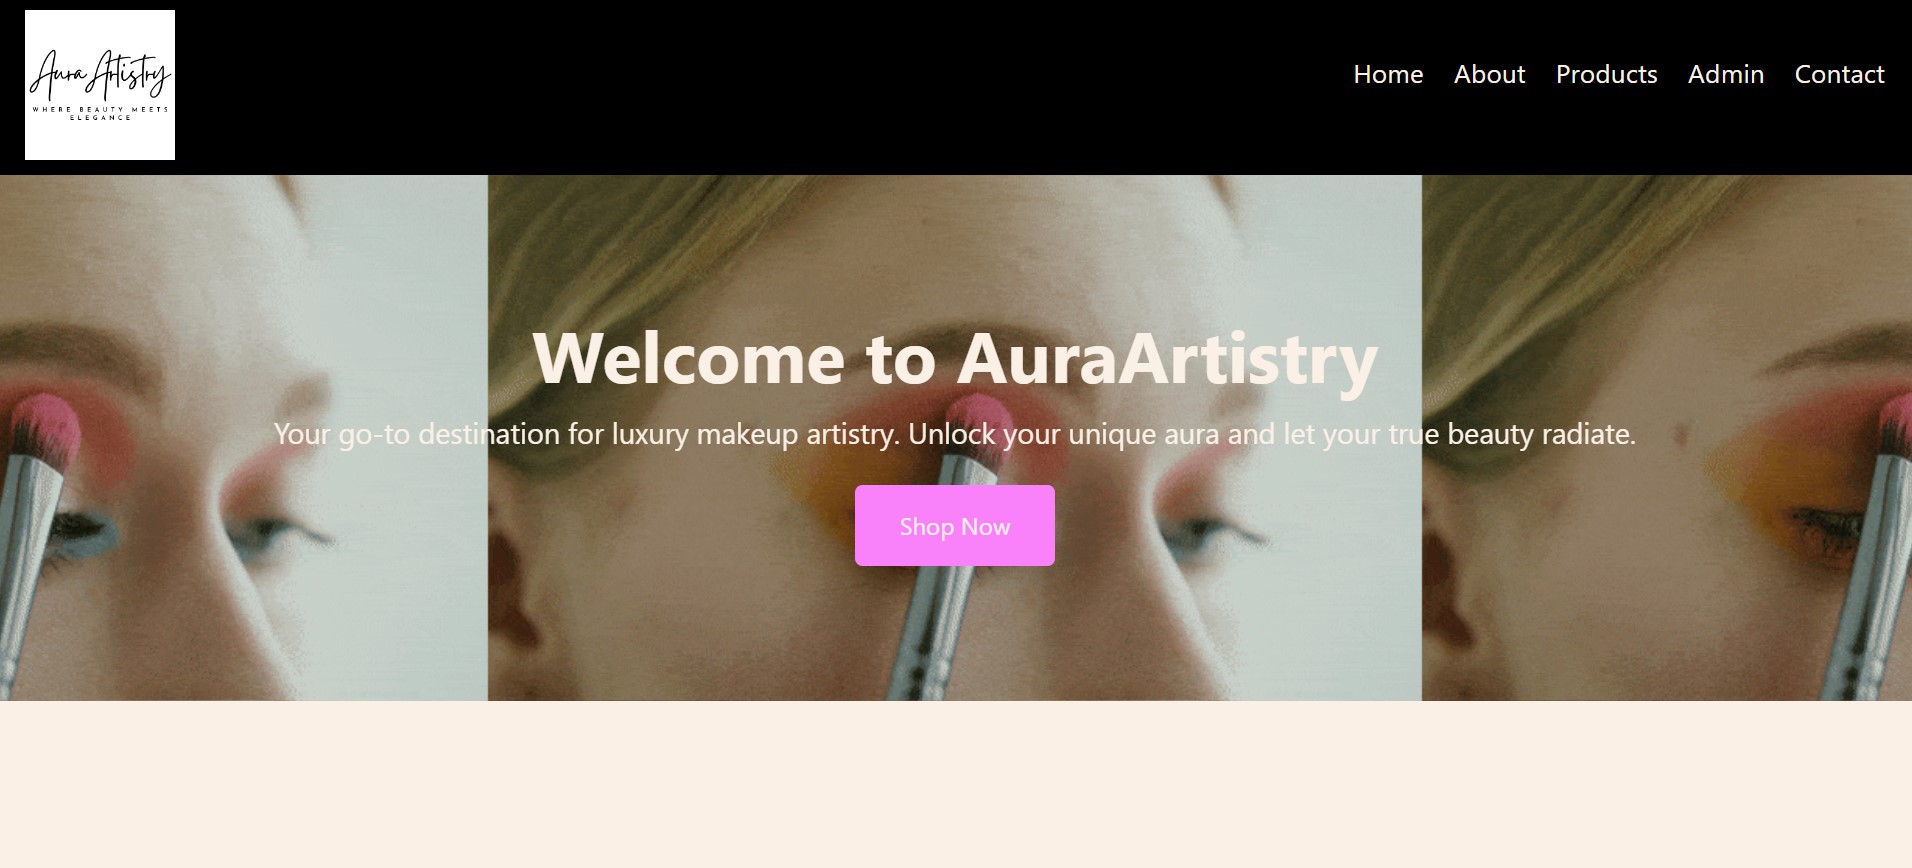 Aura Artistry
WHERE BEAUTY MEETS
ELEGANCE
Home About Products Admin Contact
Welcome to AuraArtistry
Your go-to destination for luxury makeup artistry. Unlock your unique aura and let your true beauty radiate.
Shop Now